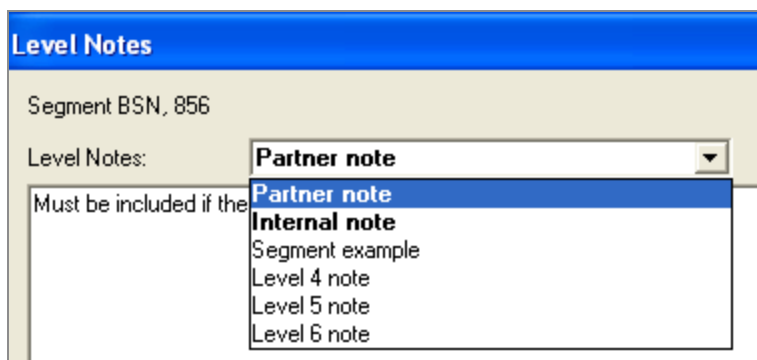 Level Notes
Segment BSN, 856
Level Notes: Partner note
Must be included if the
Partner note
Internal note
Segment example
Level 4 note
Level 5 note
Level 6 note